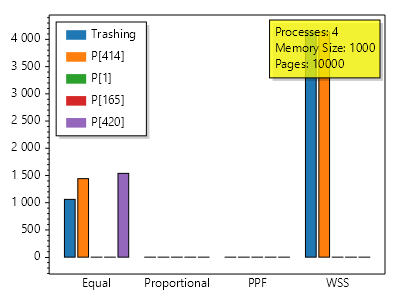 Trashing
P[414]
P[1]
P[165]
P[420]
Processes: 4
Memory Size: 1000
Pages: 10000
4 000
3 500
3 000
2 500
2 000
1 500
1 000
500
0
Equal
Proportional
PPF
WSS